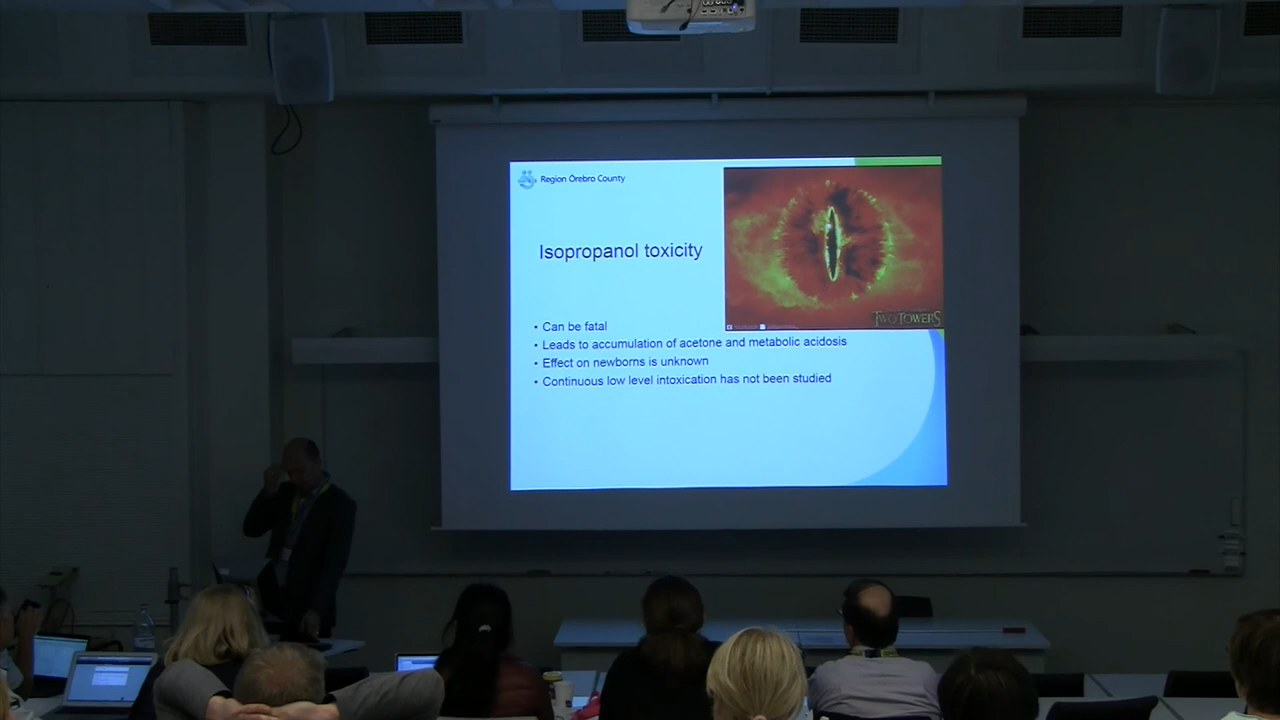 Region Örebro County
Isopropanol toxicity
TWO TOWERS
• Can be fatal
• Leads to accumulation of acetone and metabolic acidosis
• Effect on newborns is unknown
• Continuous low level intoxication has not been studied